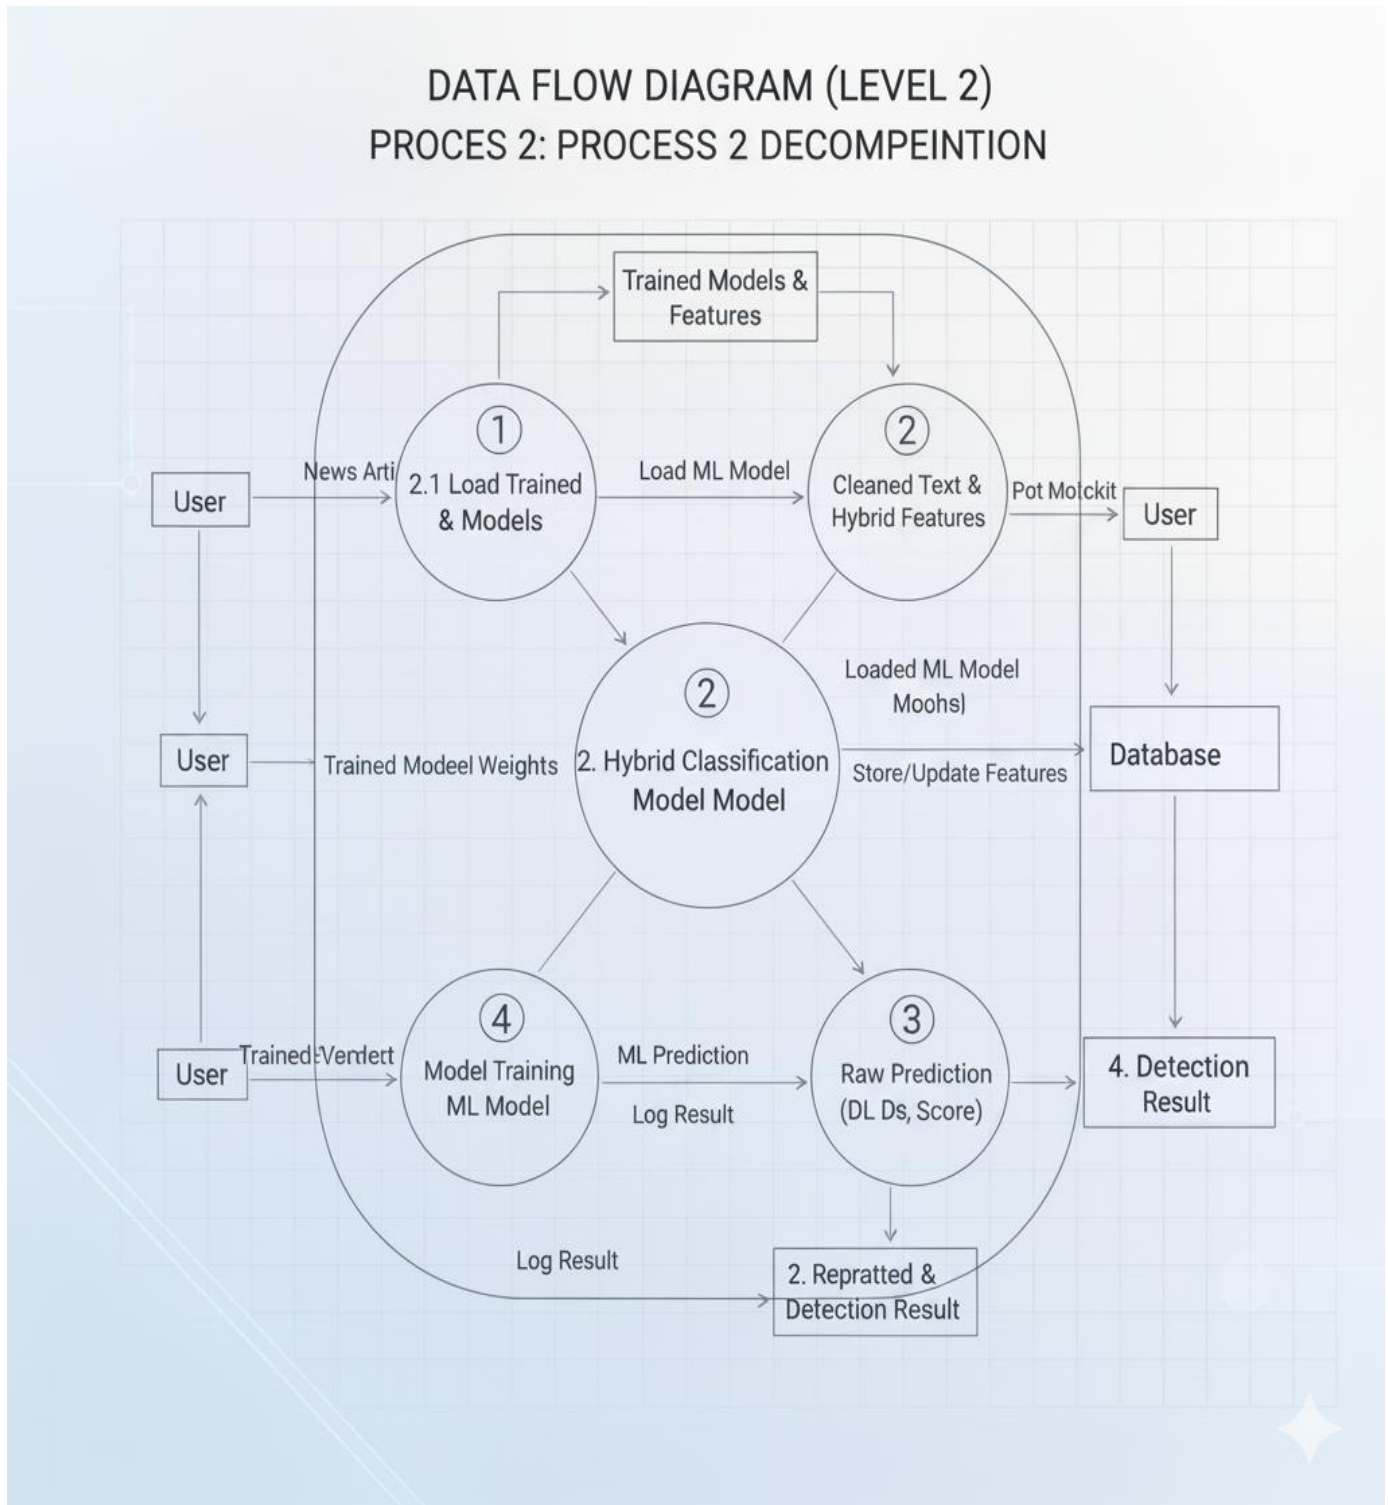 DATA FLOW DIAGRAM (LEVEL 2)
PROCES 2: PROCESS 2 DECOMPEINTION
Trained Models &
Features
1
2.1 Load Trained
& Models
2
Cleaned Text &
Hybrid Features
News Arti
Load ML Model
Pot Motckit
User
User
2
2. Hybrid Classification
Model Model
Loaded ML Model
Moohs)
User
Trained Modeel Weights
Store/Update Features
Database
4
Model Training
ML Model
3
Raw Prediction
(DL Ds, Score)
User
Trained-Verdert
ML Prediction
Log Result
4. Detection
Result
Log Result
2. Repratted &
Detection Result